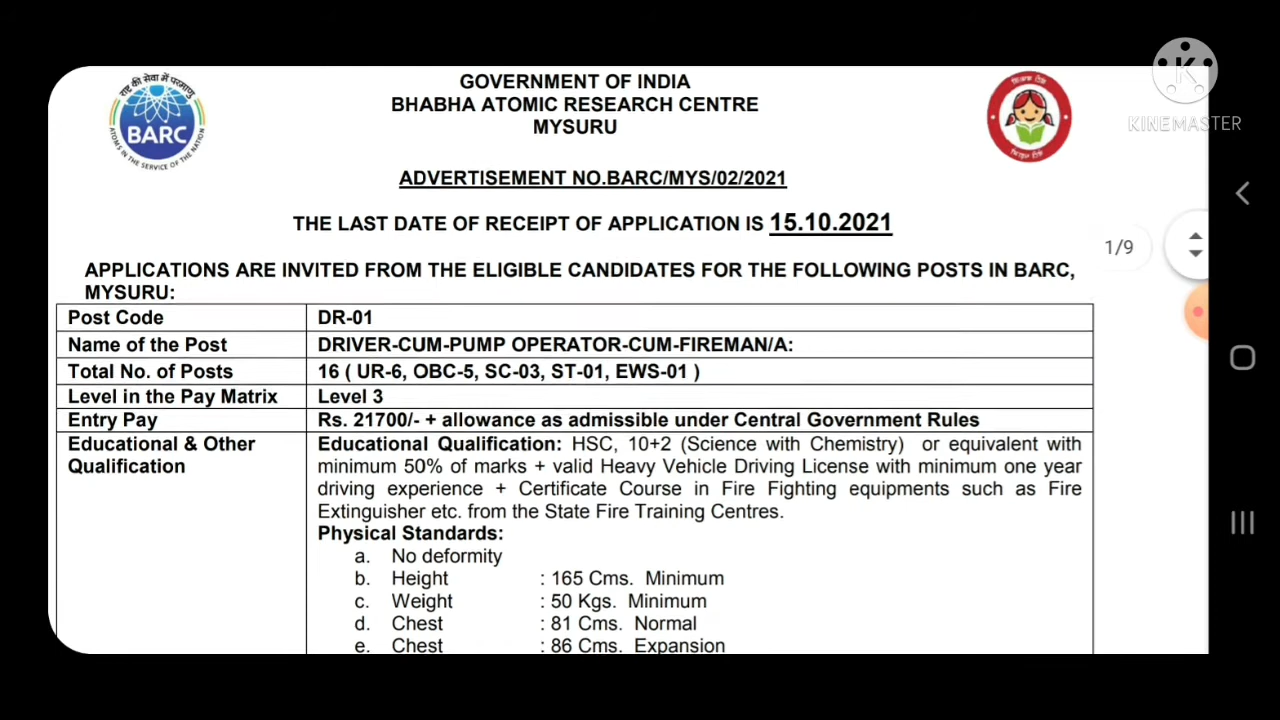 राष्ट्र की सेवा में परमाणु
BARC
ATOMS IN THE SERVICE OF THE NATION
GOVERNMENT OF INDIA
BHABHA ATOMIC RESEARCH CENTRE
MYSURU
KINEMASTER
ADVERTISEMENT NO.BARC/MYS/02/2021
THE LAST DATE OF RECEIPT OF APPLICATION IS 15.10.2021
1/9
APPLICATIONS ARE INVITED FROM THE ELIGIBLE CANDIDATES FOR THE FOLLOWING POSTS IN BARC,
MYSURU:
Post Code DR-01
Name of the Post DRIVER-CUM-PUMP OPERATOR-CUM-FIREMAN/A:
Total No. of Posts 16 ( UR-6, OBC-5, SC-03, ST-01, EWS-01 )
Level in the Pay Matrix Level 3
Entry Pay Rs. 21700/- + allowance as admissible under Central Government Rules
Educational & Other Educational Qualification: HSC, 10+2 (Science with Chemistry) or equivalent with
Qualification minimum 50% of marks + valid Heavy Vehicle Driving License with minimum one year
driving experience + Certificate Course in Fire Fighting equipments such as Fire
Extinguisher etc. from the State Fire Training Centres.
Physical Standards:
a. No deformity
b. Height : 165 Cms. Minimum
c. Weight : 50 Kgs. Minimum
d. Chest : 81 Cms. Normal
e. Chest : 86 Cms. Expansion